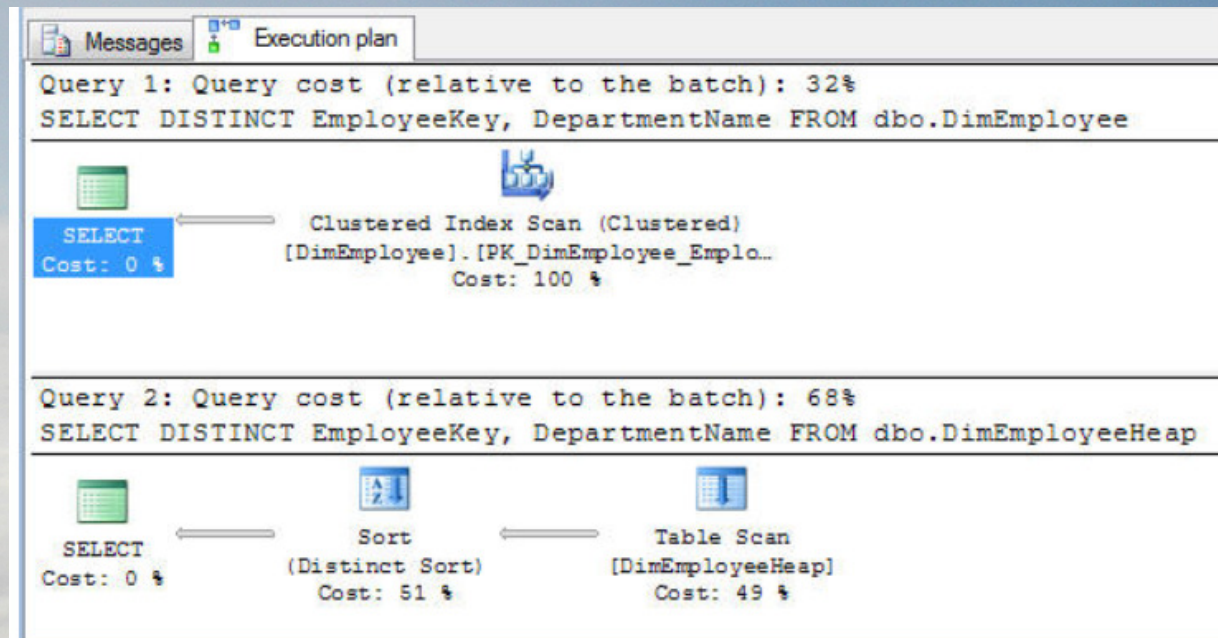 Messages
Execution plan
Query 1: Query cost (relative to the batch): 32%
SELECT DISTINCT EmployeeKey, DepartmentName FROM dbo.DimEmployee
SELECT
Cost: 0 %
Clustered Index Scan (Clustered)
[DimEmployee].[PK_DimEmployee_Emplo…
Cost: 100 %
Query 2: Query cost (relative to the batch): 68%
SELECT DISTINCT EmployeeKey, DepartmentName FROM dbo.DimEmployeeHeap
SELECT
Cost: 0 %
Sort
(Distinct Sort)
Cost: 51 %
Table Scan
[DimEmployeeHeap]
Cost: 49 %